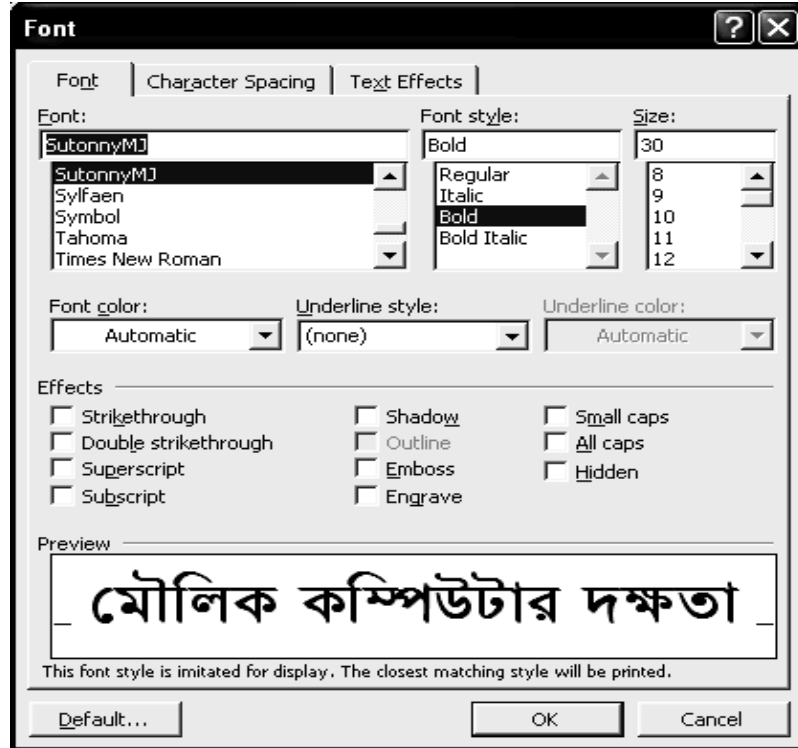 Font
Font Character Spacing Text Effects
Font: Font style: Size:
SutonnyMJ Bold 30
SutonnyMJ Regular 8
Sylfaen Italic 9
Symbol Bold 10
Tahoma Bold Italic 11
Times New Roman 12
Font color: Underline style: Underline color:
Automatic (none) Automatic
Effects
Strikethrough Shadow Small caps
Double strikethrough Outline All caps
Superscript Emboss Hidden
Subscript Engrave
Preview
মৌলিক কম্পিউটার দক্ষতা
This font style is imitated for display. The closest matching style will be printed.
Default... OK Cancel